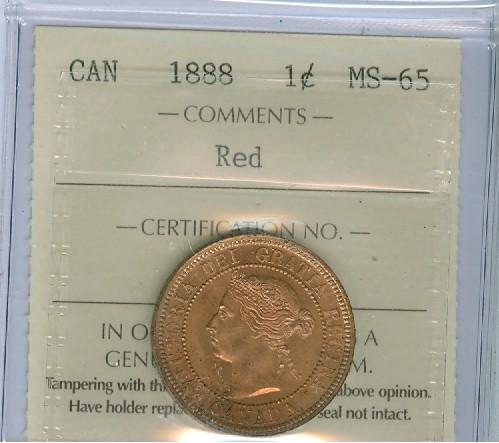 CAN 1888 1¢ MS-65
— COMMENTS —
Red
— CERTIFICATION NO. —
IN O A
GENU M.
Tampering with th above opinion.
Have holder repla seal not intact.
VICTORIA DEI GRATIA REGINA
CANADA